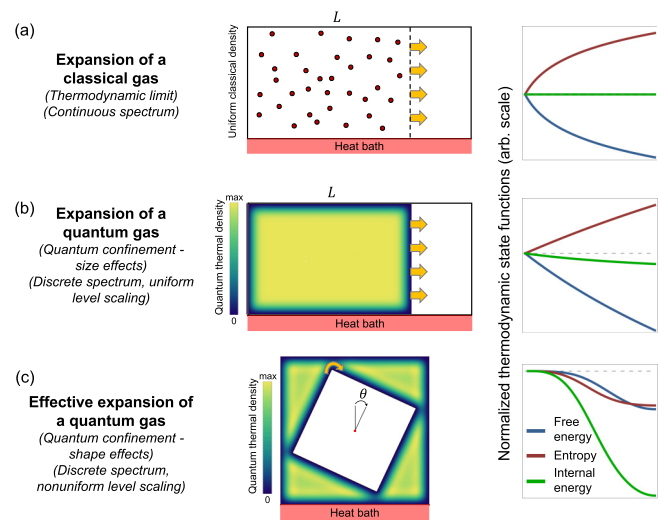 (a)
Expansion of a
classical gas
(Thermodynamic limit)
(Continuous spectrum)
Uniform classical density
L
Heat bath
(b)
Expansion of a
quantum gas
(Quantum confinement -
size effects)
(Discrete spectrum, uniform
level scaling)
Quantum thermal density
max
0
L
Heat bath
(c)
Effective expansion of
a quantum gas
(Quantum confinement -
shape effects)
(Discrete spectrum,
nonuniform level scaling)
Quantum thermal density
max
0
θ
Heat bath
Normalized thermodynamic state functions (arb. scale)
Free
energy
Entropy
Internal
energy